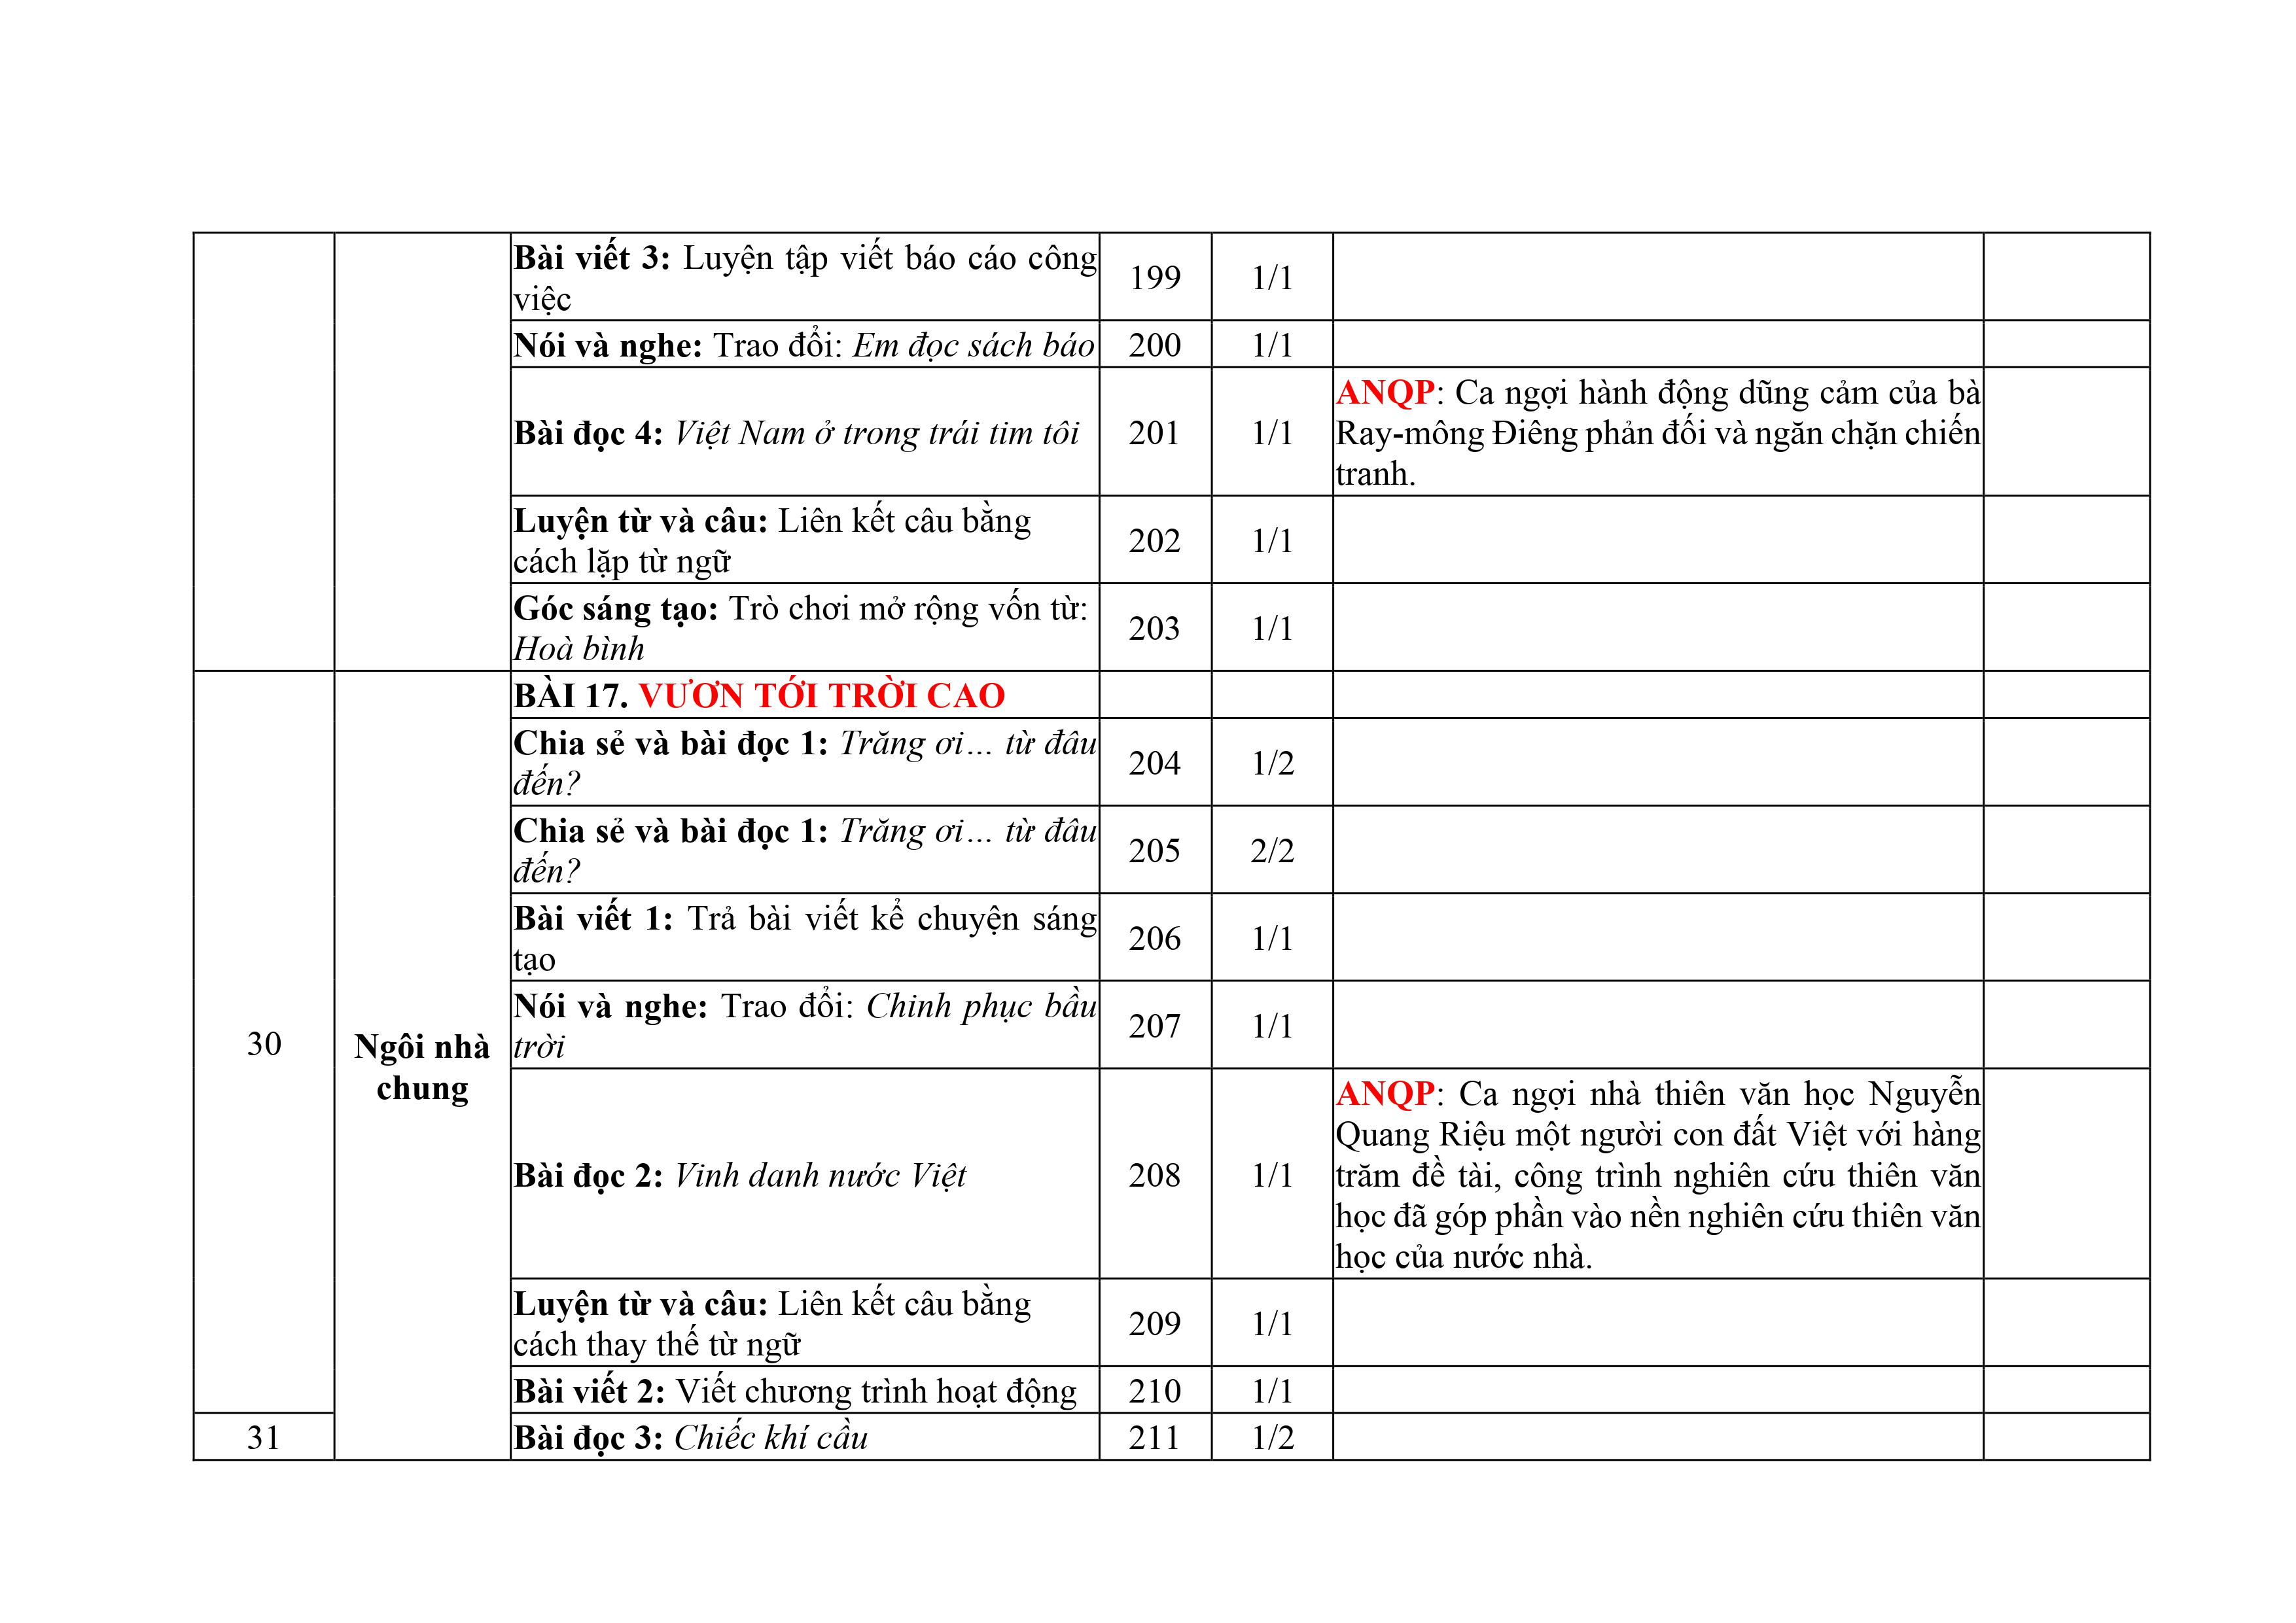 Bài viết 3: Luyện tập viết báo cáo công
việc
199
1/1
Nói và nghe: Trao đổi: Em đọc sách báo
200
1/1
Bài đọc 4: Việt Nam ở trong trái tim tôi
201
1/1
ANQP: Ca ngợi hành động dũng cảm của bà
Ray-mông Điêng phản đối và ngăn chặn chiến
tranh.
Luyện từ và câu: Liên kết câu bằng
cách lặp từ ngữ
202
1/1
Góc sáng tạo: Trò chơi mở rộng vốn từ:
Hoà bình
203
1/1
30
Ngôi nhà
chung
BÀI 17. VƯƠN TỚI TRỜI CAO
Chia sẻ và bài đọc 1: Trăng ơi… từ đâu
đến?
204
1/2
Chia sẻ và bài đọc 1: Trăng ơi… từ đâu
đến?
205
2/2
Bài viết 1: Trả bài viết kể chuyện sáng
tạo
206
1/1
Nói và nghe: Trao đổi: Chinh phục bầu
trời
207
1/1
Bài đọc 2: Vinh danh nước Việt
208
1/1
ANQP: Ca ngợi nhà thiên văn học Nguyễn
Quang Riệu một người con đất Việt với hàng
trăm đề tài, công trình nghiên cứu thiên văn
học đã góp phần vào nền nghiên cứu thiên văn
học của nước nhà.
Luyện từ và câu: Liên kết câu bằng
cách thay thế từ ngữ
209
1/1
Bài viết 2: Viết chương trình hoạt động
210
1/1
31
Bài đọc 3: Chiếc khí cầu
211
1/2